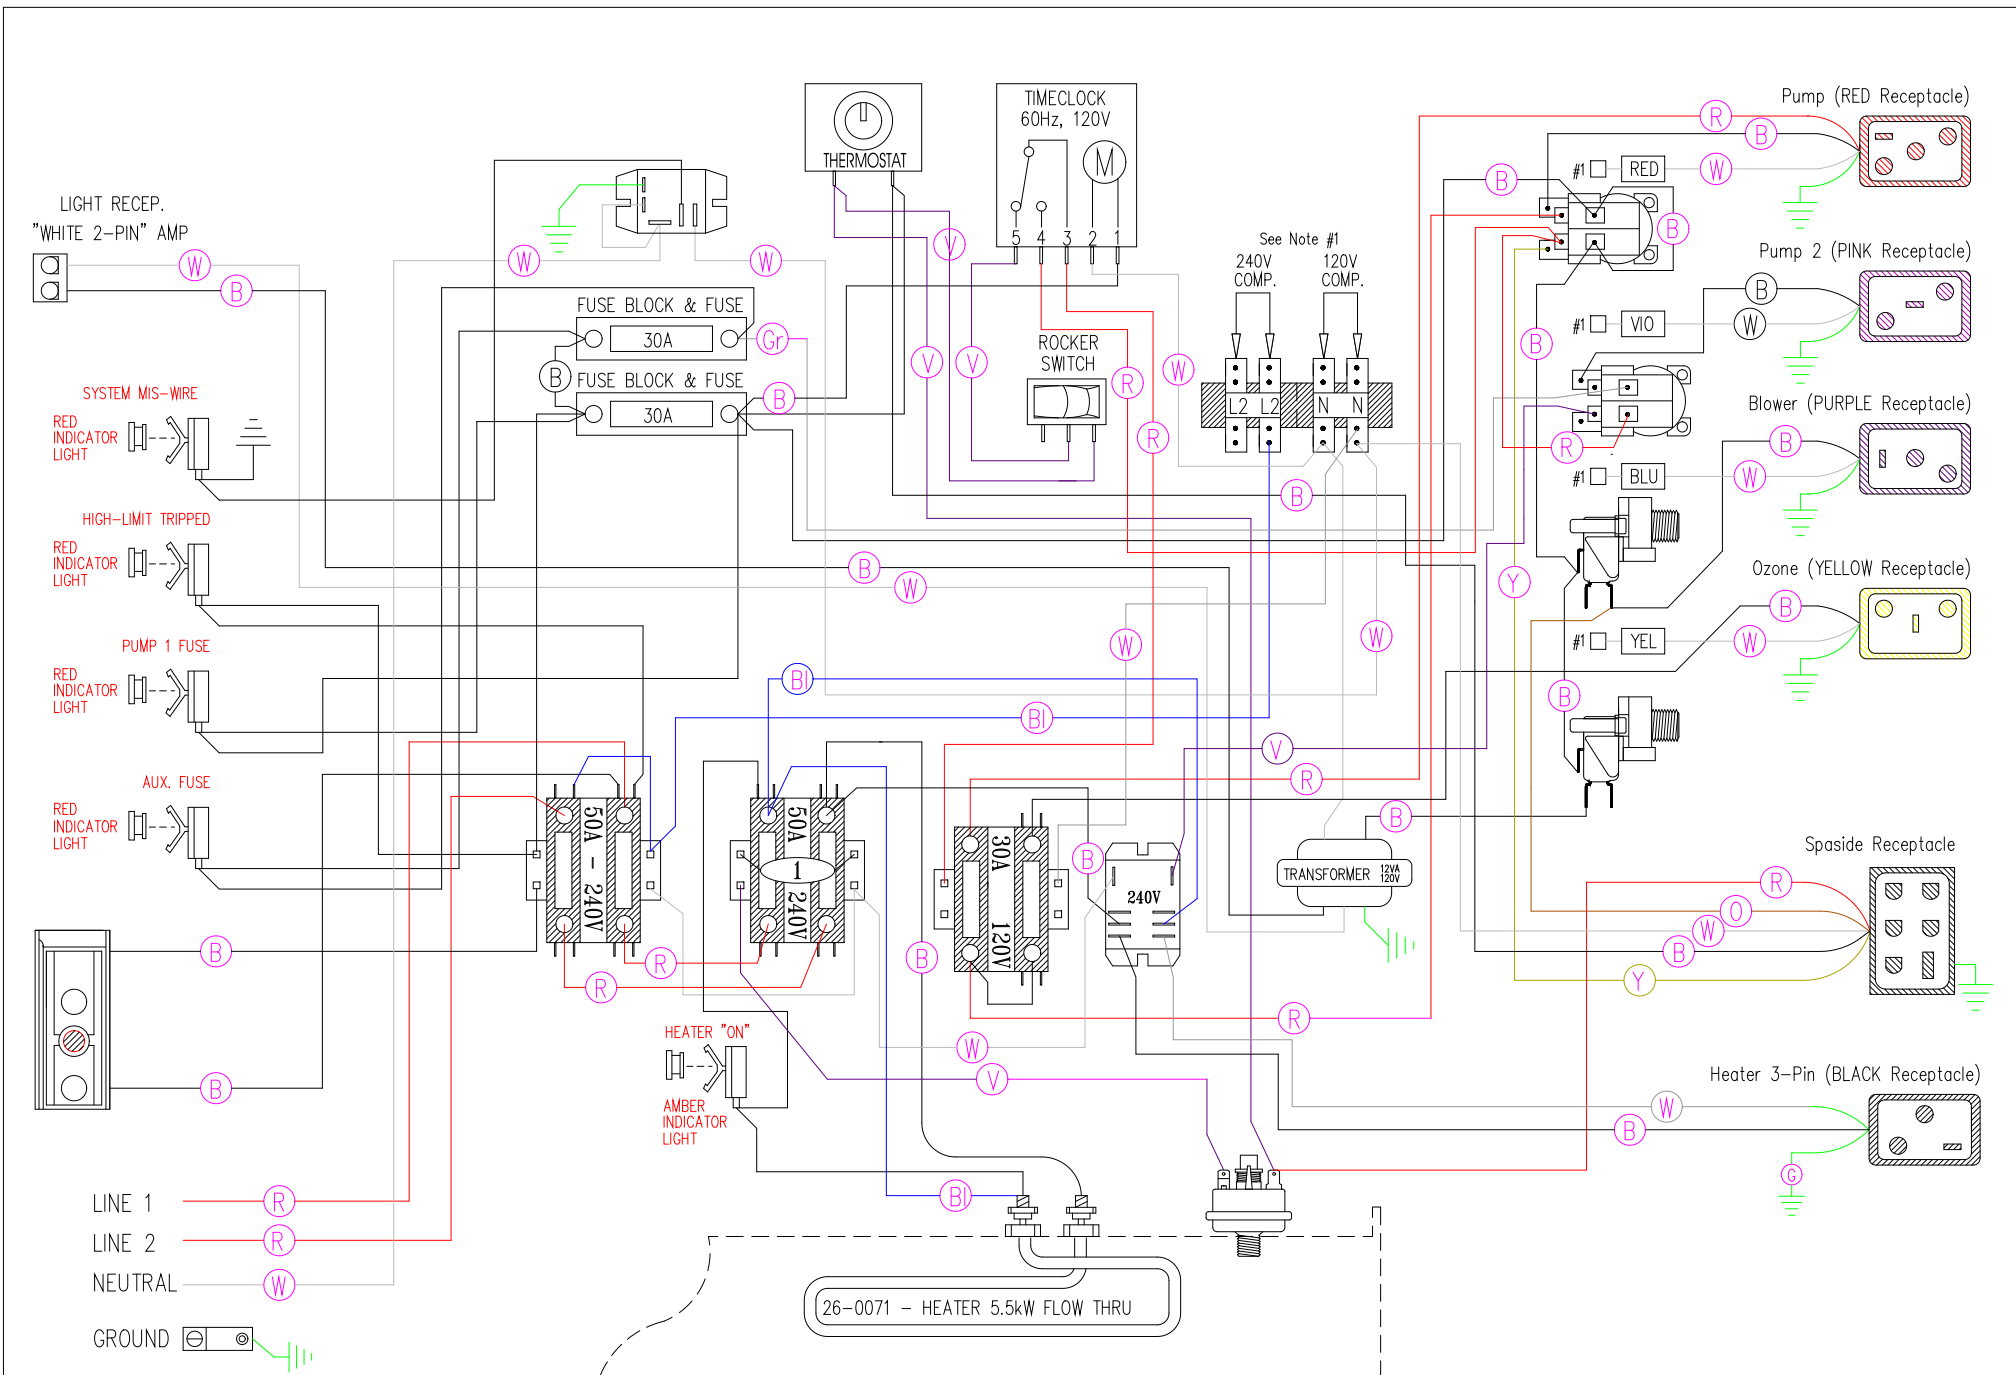 LIGHT RECEP.
"WHITE 2-PIN" AMP
W
B
SYSTEM MIS-WIRE
RED
INDICATOR
LIGHT
HIGH-LIMIT TRIPPED
RED
INDICATOR
LIGHT
PUMP 1 FUSE
RED
INDICATOR
LIGHT
AUX. FUSE
RED
INDICATOR
LIGHT
B
B
LINE 1
R
LINE 2
R
NEUTRAL
W
GROUND
W
W
FUSE BLOCK & FUSE
30A
Gr
B
FUSE BLOCK & FUSE
30A
B
THERMOSTAT
V
V
V
TIMECLOCK
60Hz, 120V
M
5 4 3 2 1
ROCKER
SWITCH
R
W
R
See Note #1
240V
COMP.
120V
COMP.
L2 L2 N N
B
B
W
W
W
Bl
Bl
V
R
B
50A - 240V
R
R
50A 240V
1
B
30A 120V
B
240V
TRANSFORMER 12VA
120V
R
W
V
HEATER "ON"
AMBER
INDICATOR
LIGHT
Bl
26-0071 - HEATER 5.5kW FLOW THRU
Pump (RED Receptacle)
R
B
#1 RED W
B
B
Pump 2 (PINK Receptacle)
B
#1 VIO W
B
Blower (PURPLE Receptacle)
R
B
#1 BLU W
Ozone (YELLOW Receptacle)
Y
B
#1 YEL W
B
Spaside Receptacle
R
O
W
B
Y
Heater 3-Pin (BLACK Receptacle)
W
B
G